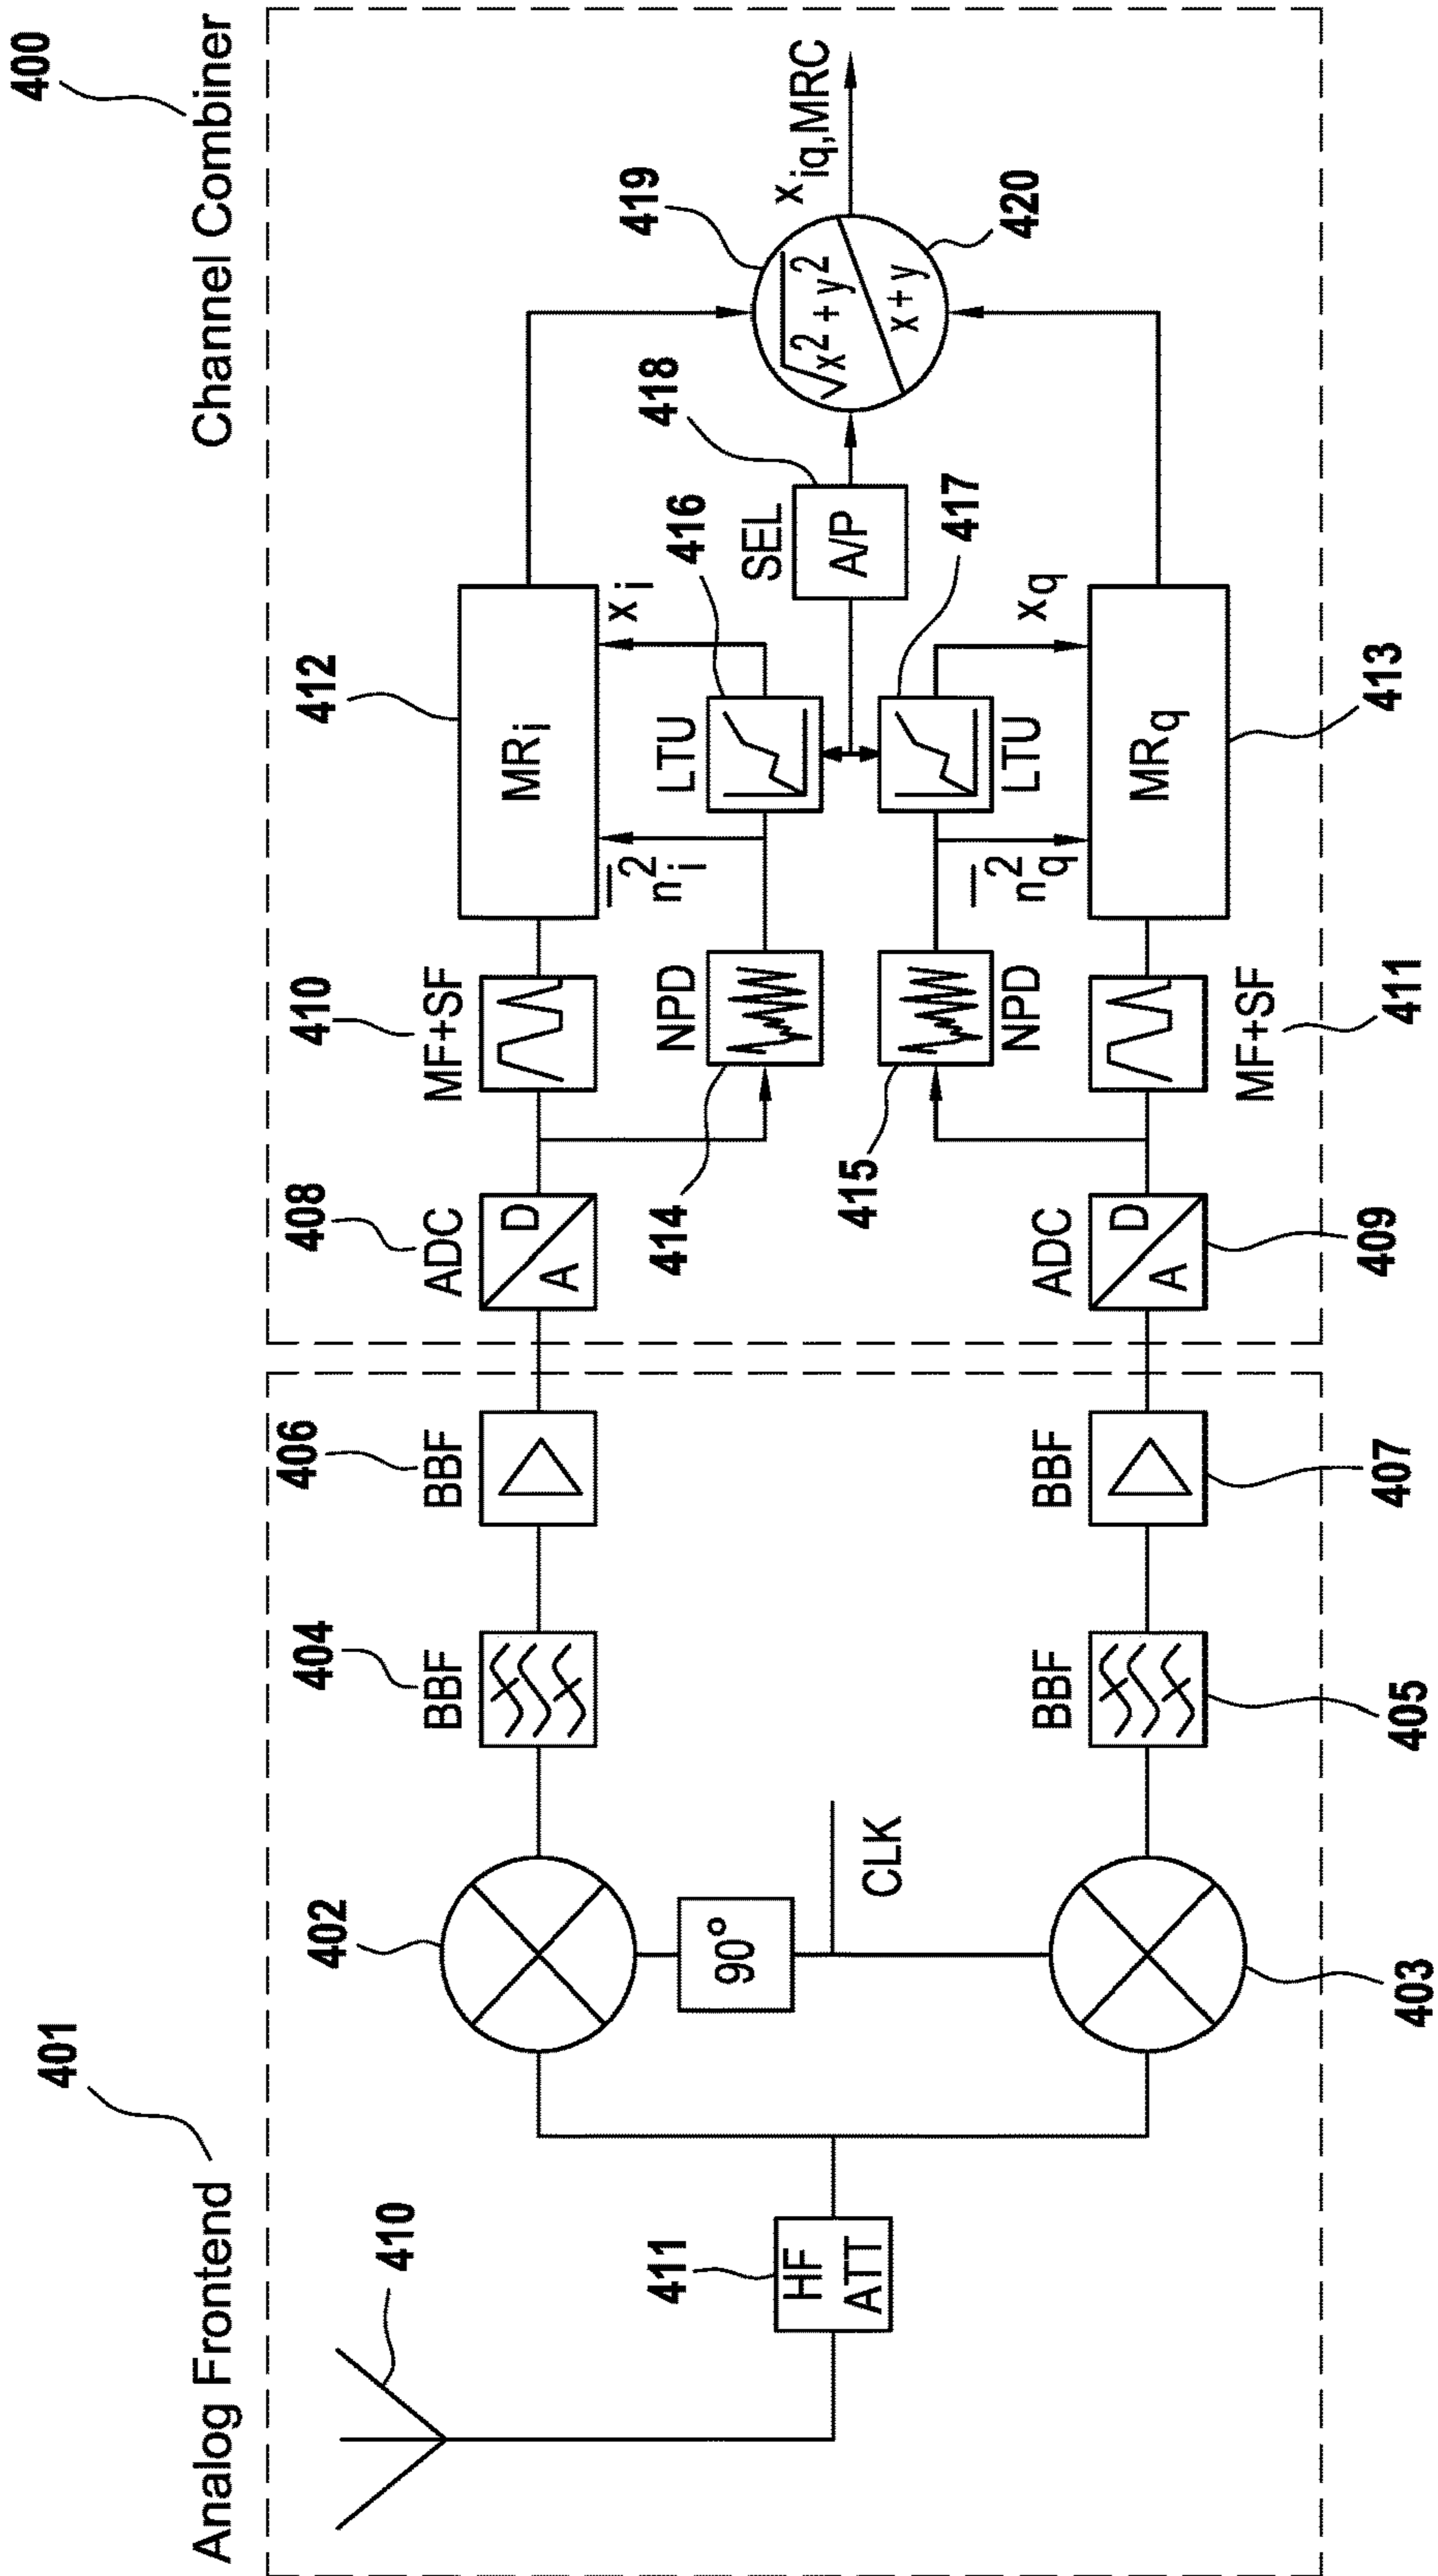 400
Channel Combiner
401
Analog Frontend
410
411
HF
ATT
402
90°
CLK
403
404
BBF
405
BBF
406
BBF
407
BBF
408
ADC
A D
409
ADC
A D
410
MF+SF
411
MF+SF
414
NPD
415
NPD
412
MRi
n̅i²
xi
416
LTU
417
LTU
n̅q²
xq
413
MRq
418
SEL
A/P
419
√x²+y²
x+y
420
xiq,MRC